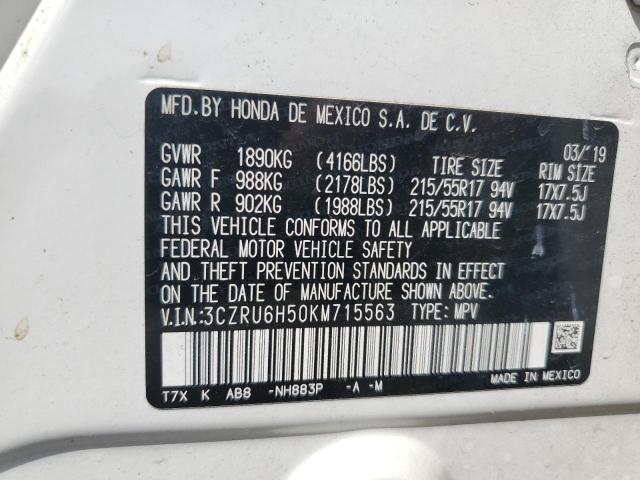 MFD.BY HONDA DE MEXICO S.A. DE C.V.
03/19
GVWR 1890KG (4166LBS) TIRE SIZE RIM SIZE
GAWR F 988KG (2178LBS) 215/55R17 94V 17X7.5J
GAWR R 902KG (1988LBS) 215/55R17 94V 17X7.5J
THIS VEHICLE CONFORMS TO ALL APPLICABLE
FEDERAL MOTOR VEHICLE SAFETY
AND THEFT PREVENTION STANDARDS IN EFFECT
ON THE DATE OF MANUFACTURE SHOWN ABOVE.
V.I.N:3CZRU6H50KM715563 TYPE: MPV
MADE IN MEXICO
T7X K AB8 -NH883P -A -M